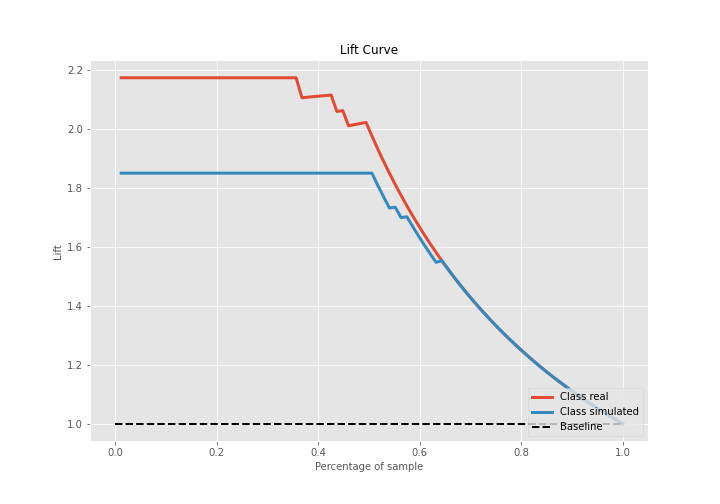 Lift Curve
2.2
2.0
1.8
1.6
1.4
1.2
1.0
Lift
0.0
0.2
0.4
0.6
0.8
1.0
Percentage of sample
Class real
Class simulated
Baseline